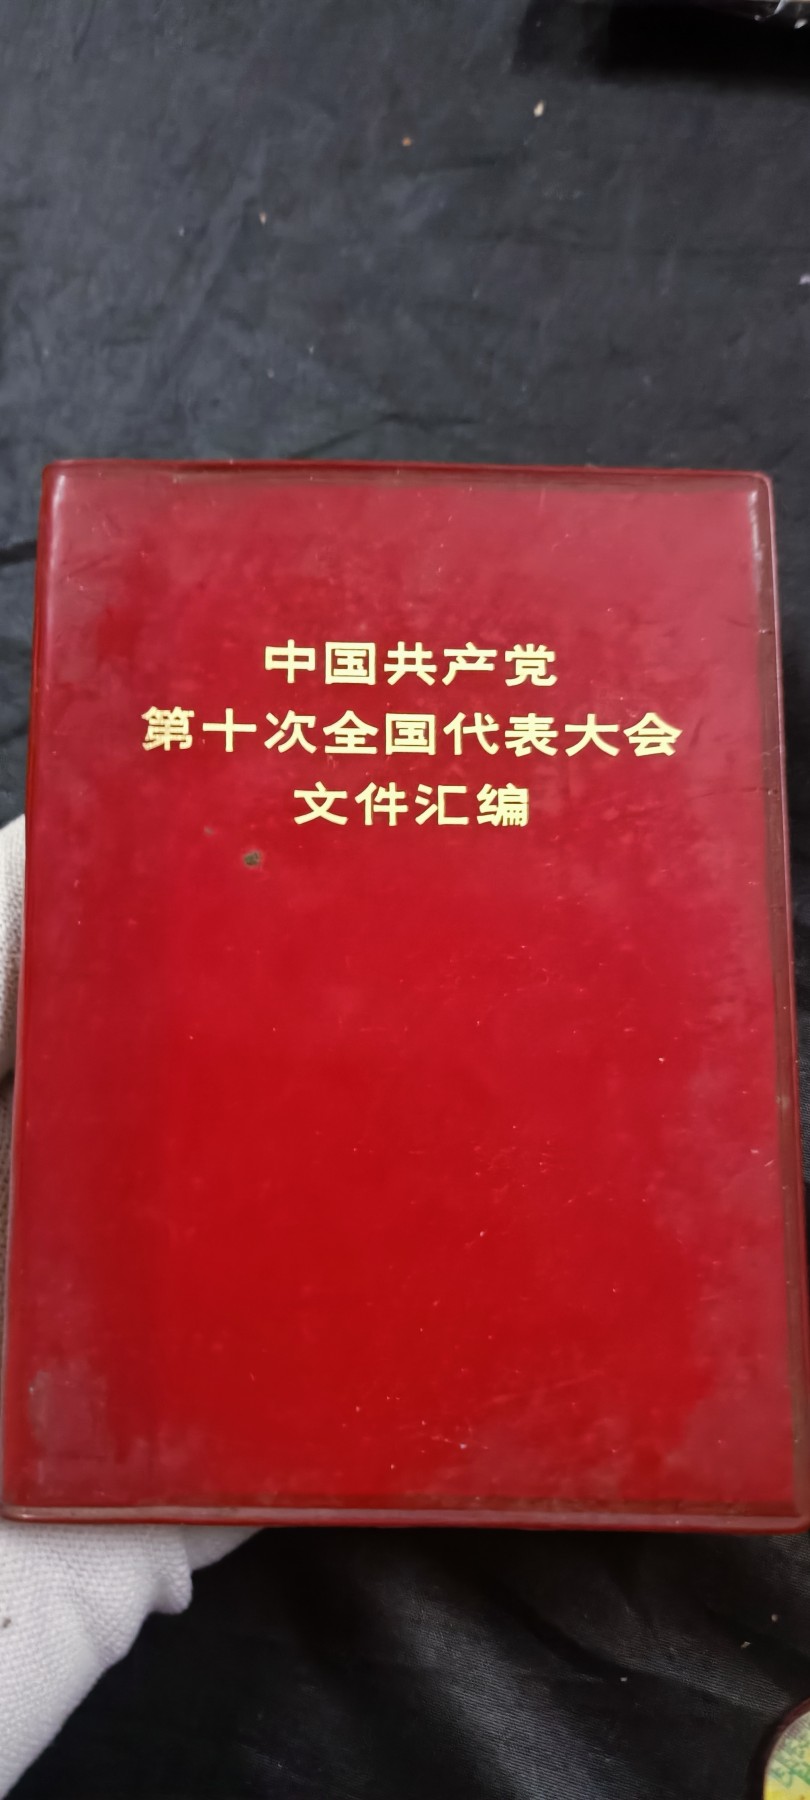 中国共产党
第十次全国代表大会
文件汇编